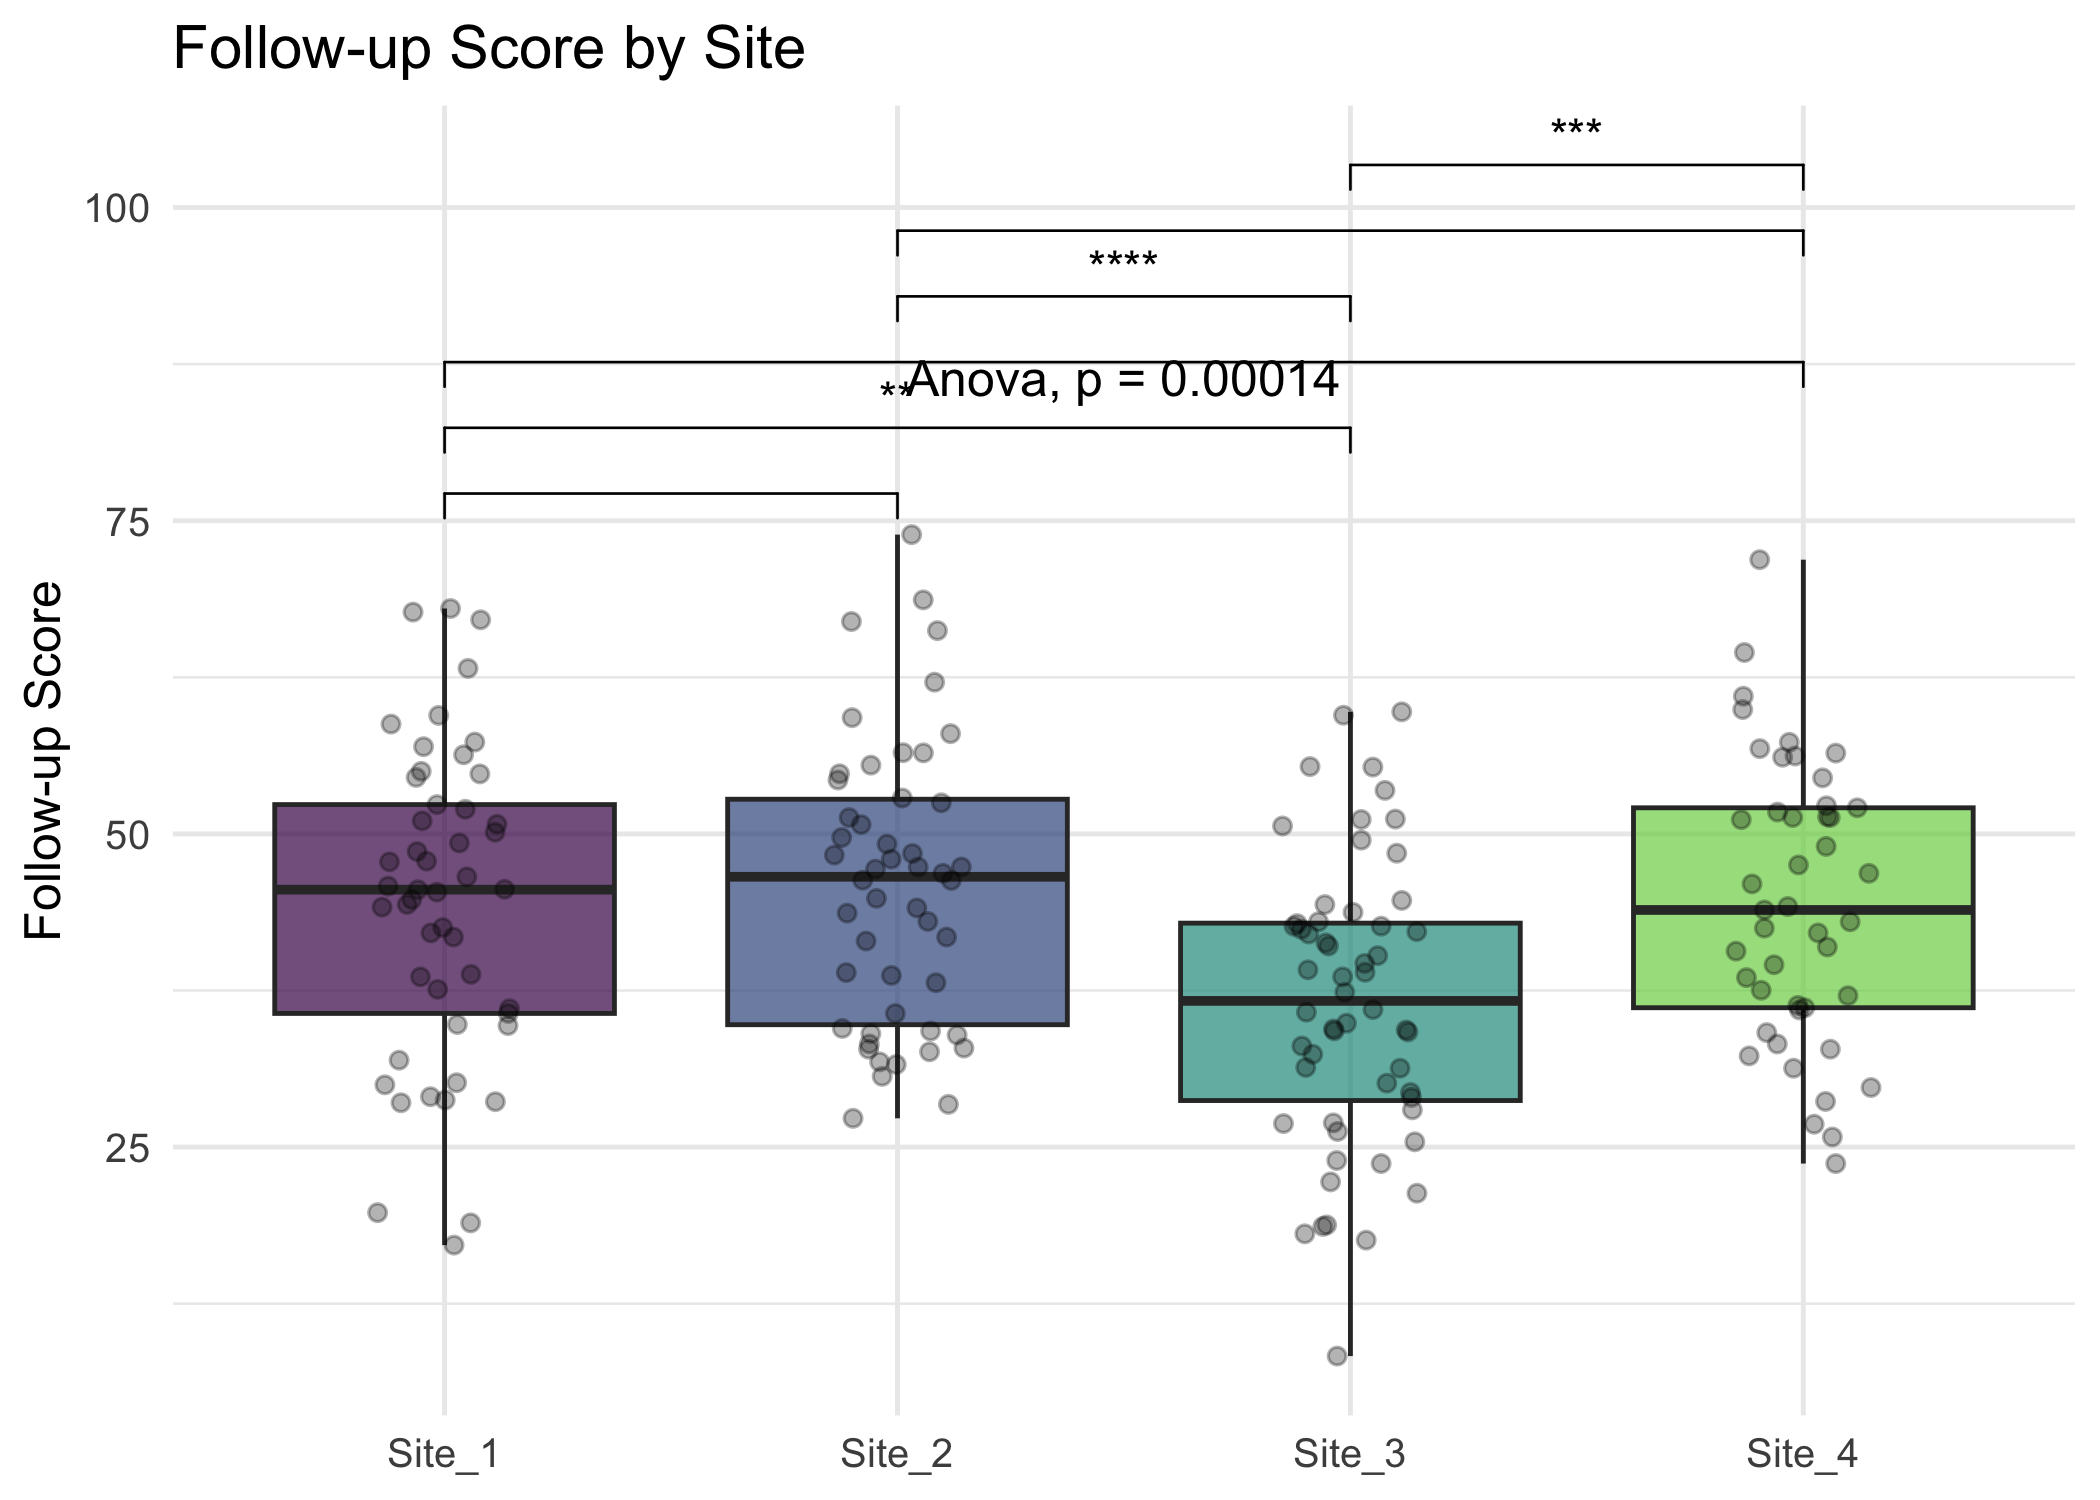 Follow-up Score by Site
Follow-up Score
100
75
50
25
***
****
**
Anova, p = 0.00014
Site_1
Site_2
Site_3
Site_4